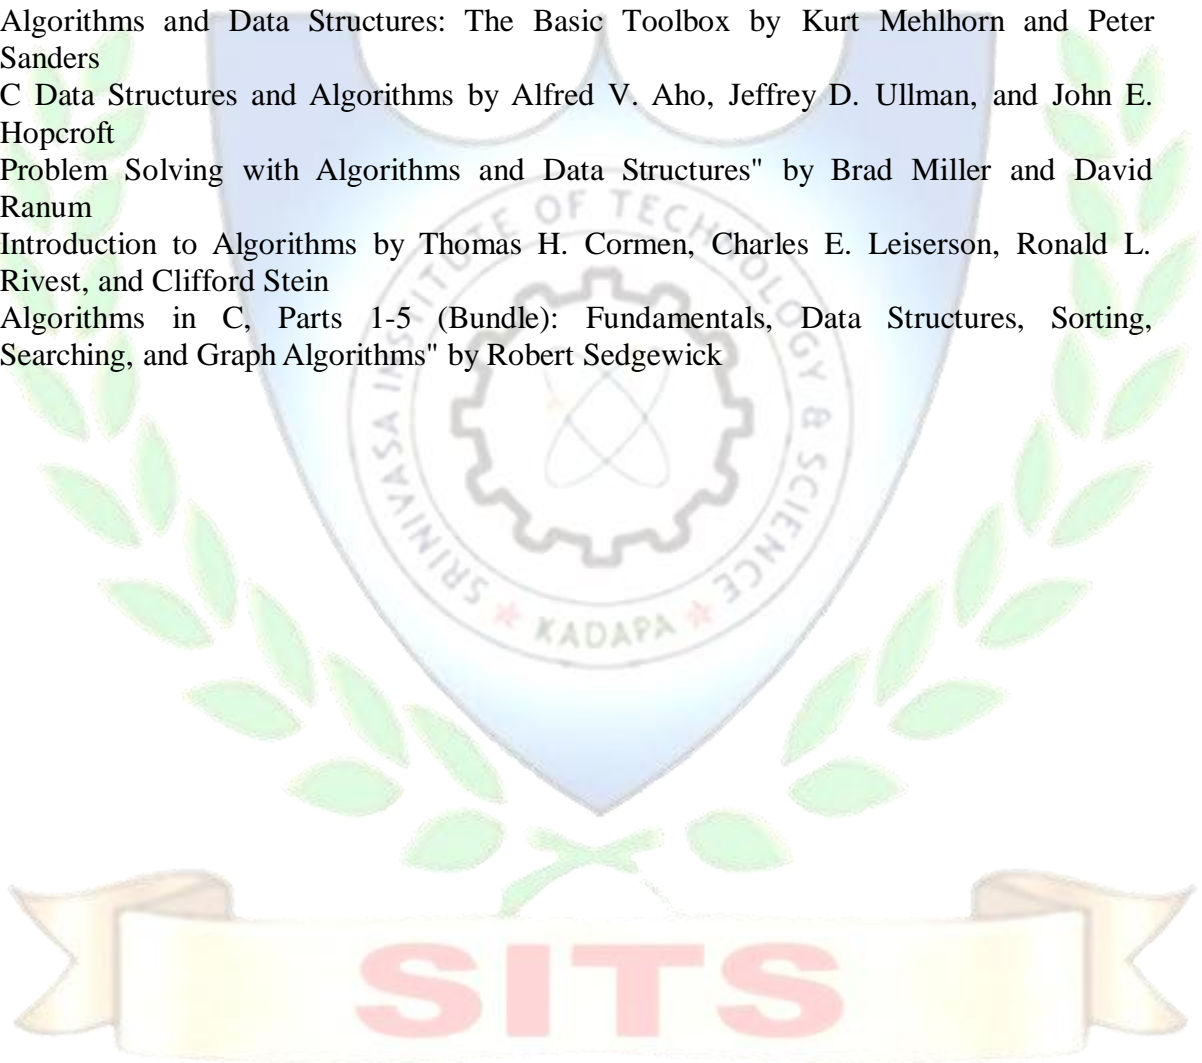 Algorithms and Data Structures: The Basic Toolbox by Kurt Mehlhorn and Peter
Sanders
C Data Structures and Algorithms by Alfred V. Aho, Jeffrey D. Ullman, and John E.
Hopcroft
Problem Solving with Algorithms and Data Structures" by Brad Miller and David
Ranum
Introduction to Algorithms by Thomas H. Cormen, Charles E. Leiserson, Ronald L.
Rivest, and Clifford Stein
Algorithms in C, Parts 1-5 (Bundle): Fundamentals, Data Structures, Sorting,
Searching, and Graph Algorithms" by Robert Sedgewick
SRINIVASA INSTITUTE OF TECHNOLOGY & SCIENCE
KADAPA
SITS